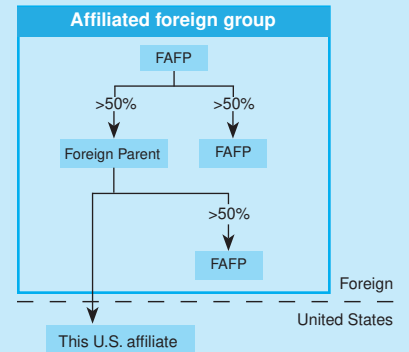 Affiliated foreign group
FAFP
>50% >50%
Foreign Parent FAFP
>50%
FAFP
Foreign
United States
This U.S. affiliate